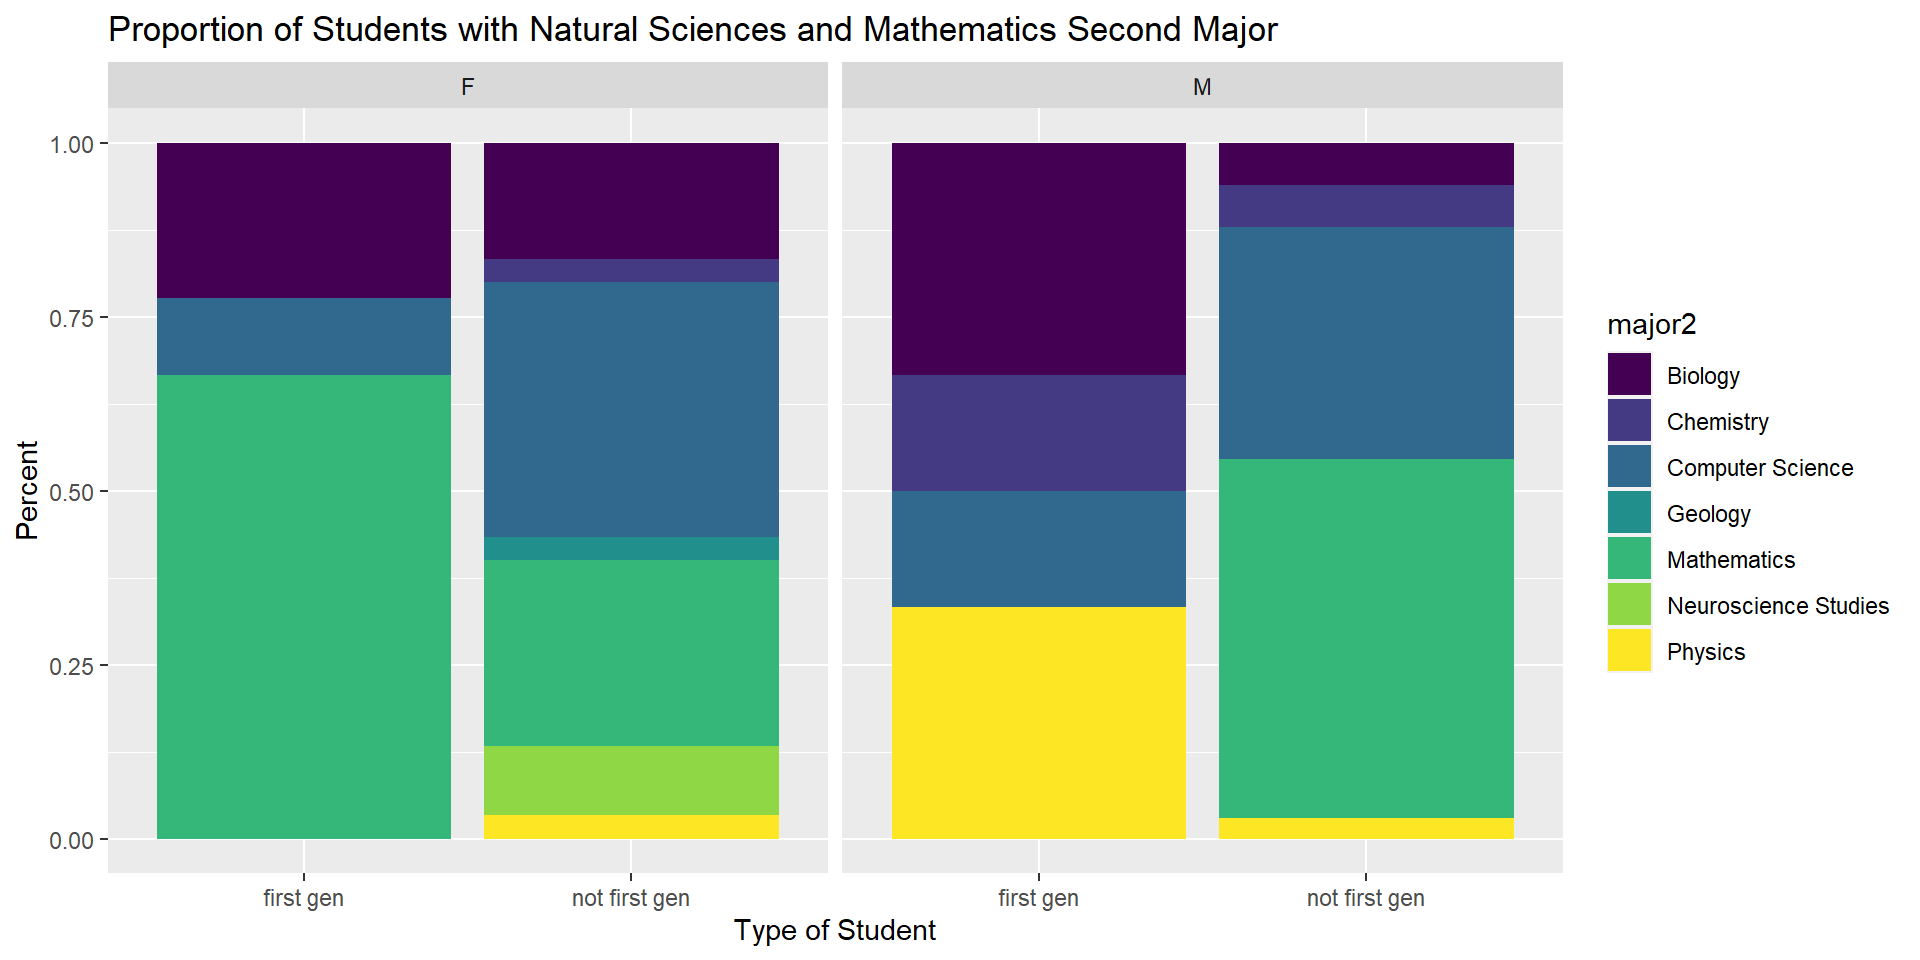 Proportion of Students with Natural Sciences and Mathematics Second Major
F
M
1.00
0.75
0.50
0.25
0.00
Percent
first gen
not first gen
first gen
not first gen
Type of Student
major2
Biology
Chemistry
Computer Science
Geology
Mathematics
Neuroscience Studies
Physics